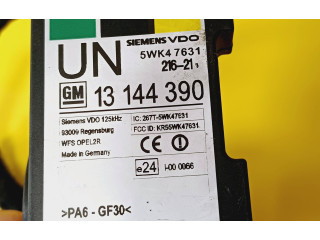 UN SIEMENS VDO
5WK4 7631
216-21
GM 13 144 390
Siemens VDO 125kHz IC: 267T-5WK47631
93009 Regensburg FCC ID: KR55WK47631
WFS OPEL2R
Made in Germany CE
e24 I-00 0066
>PA6 - GF30<